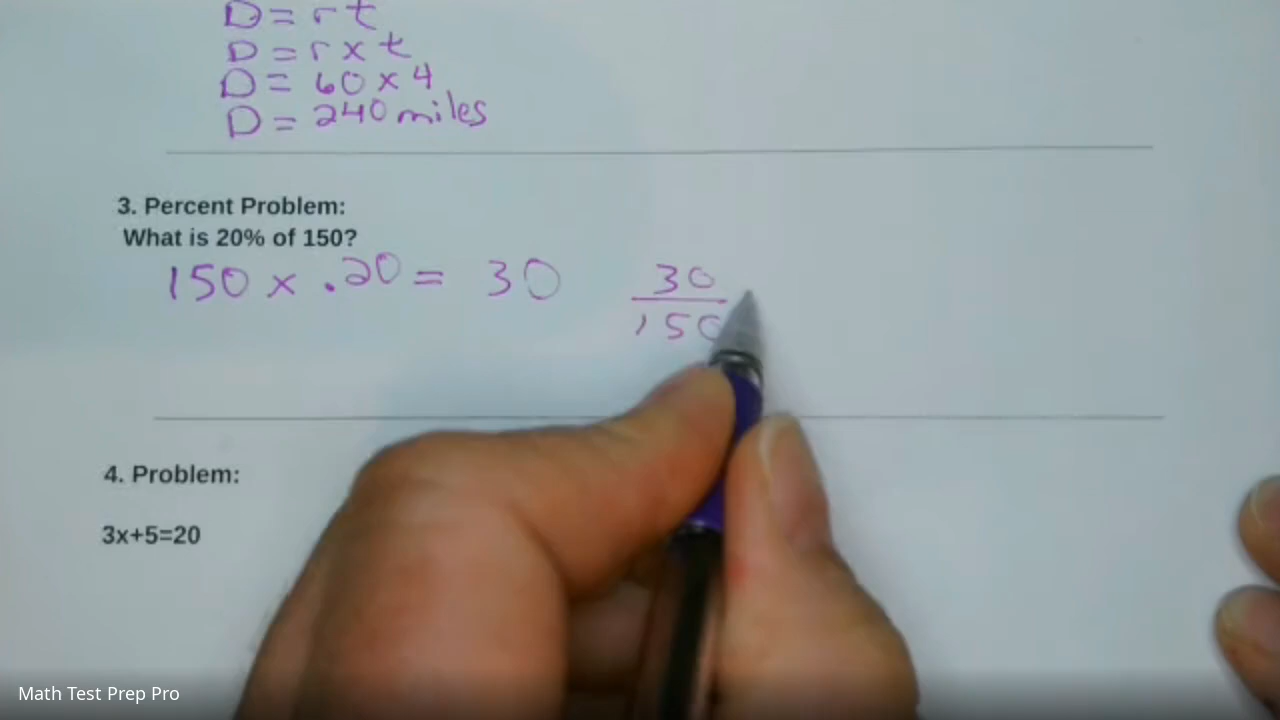 D = rt
D = r x t
D = 60 x 4
D = 240 miles
3. Percent Problem:
What is 20% of 150?
150 x .20 = 30
30
150
4. Problem:
3x+5=20
Math Test Prep Pro